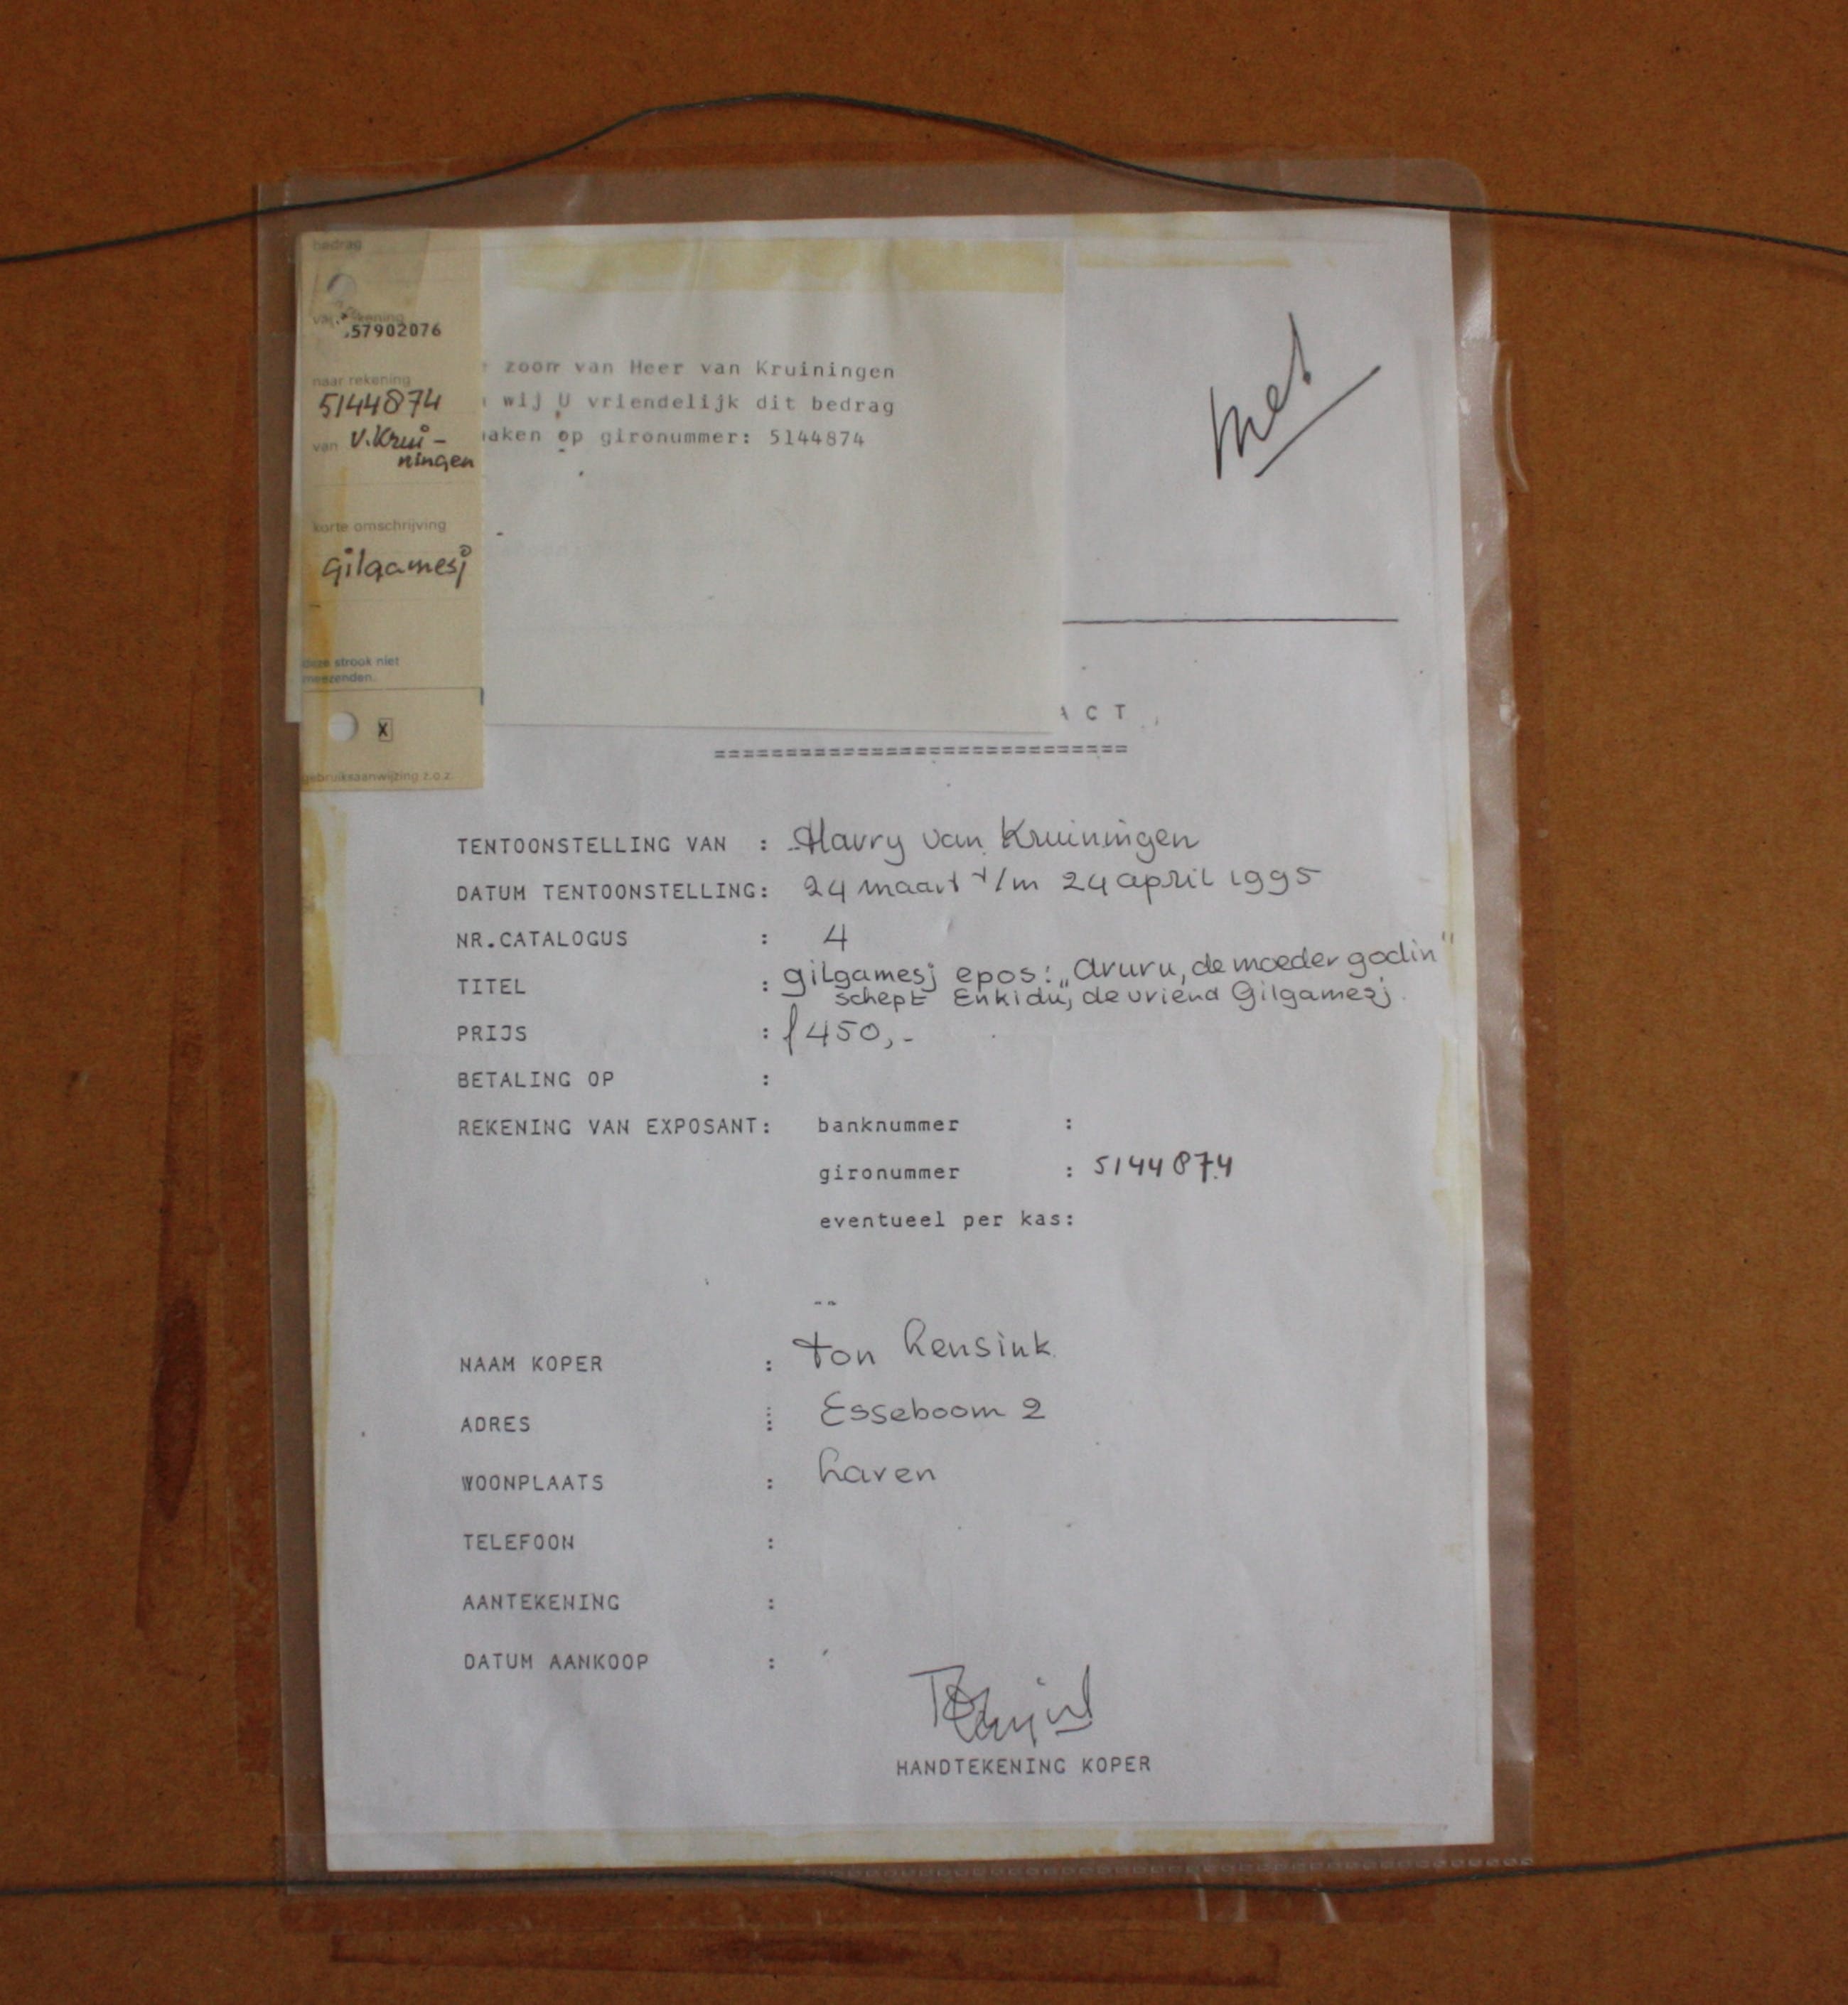 bedrag
57902076
naar rekening
5144874
van V.Krui-
ningen
korte omschrijving
Gilgamesj
deze strook niet
meezenden.
X
gebruiksaanwijzing z.o.z.
zoon van Heer van Kruiningen
wij U vriendelijk dit bedrag
maken op gironummer: 5144874
ACT
============================
TENTOONSTELLING VAN : Harry van Kruiningen
DATUM TENTOONSTELLING: 24 maart t/m 24 april 1995
NR.CATALOGUS : 4
TITEL : gilgamesj epos: „Aruru, de moeder godin"
schept Enkidu, de vriend Gilgamesj.
PRIJS : ƒ 450,-
BETALING OP :
REKENING VAN EXPOSANT: banknummer :
gironummer : 5144874
eventueel per kas:
NAAM KOPER : ton hensink
ADRES : Esseboom 2
WOONPLAATS : haren
TELEFOON :
AANTEKENING :
DATUM AANKOOP :
HANDTEKENING KOPER